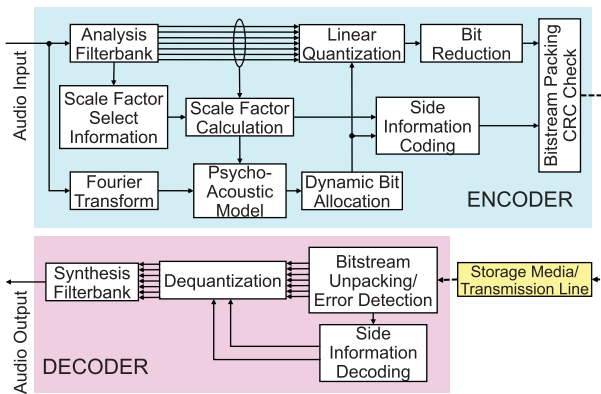 Audio Input
Analysis
Filterbank
Linear
Quantization
Bit
Reduction
Bitstream Packing
CRC Check
Scale Factor
Select
Information
Scale Factor
Calculation
Side
Information
Coding
Fourier
Transform
Psycho-
Acoustic
Model
Dynamic Bit
Allocation
ENCODER
Audio Output
Synthesis
Filterbank
Dequantization
Bitstream
Unpacking/
Error Detection
Storage Media/
Transmission Line
Side
Information
Decoding
DECODER